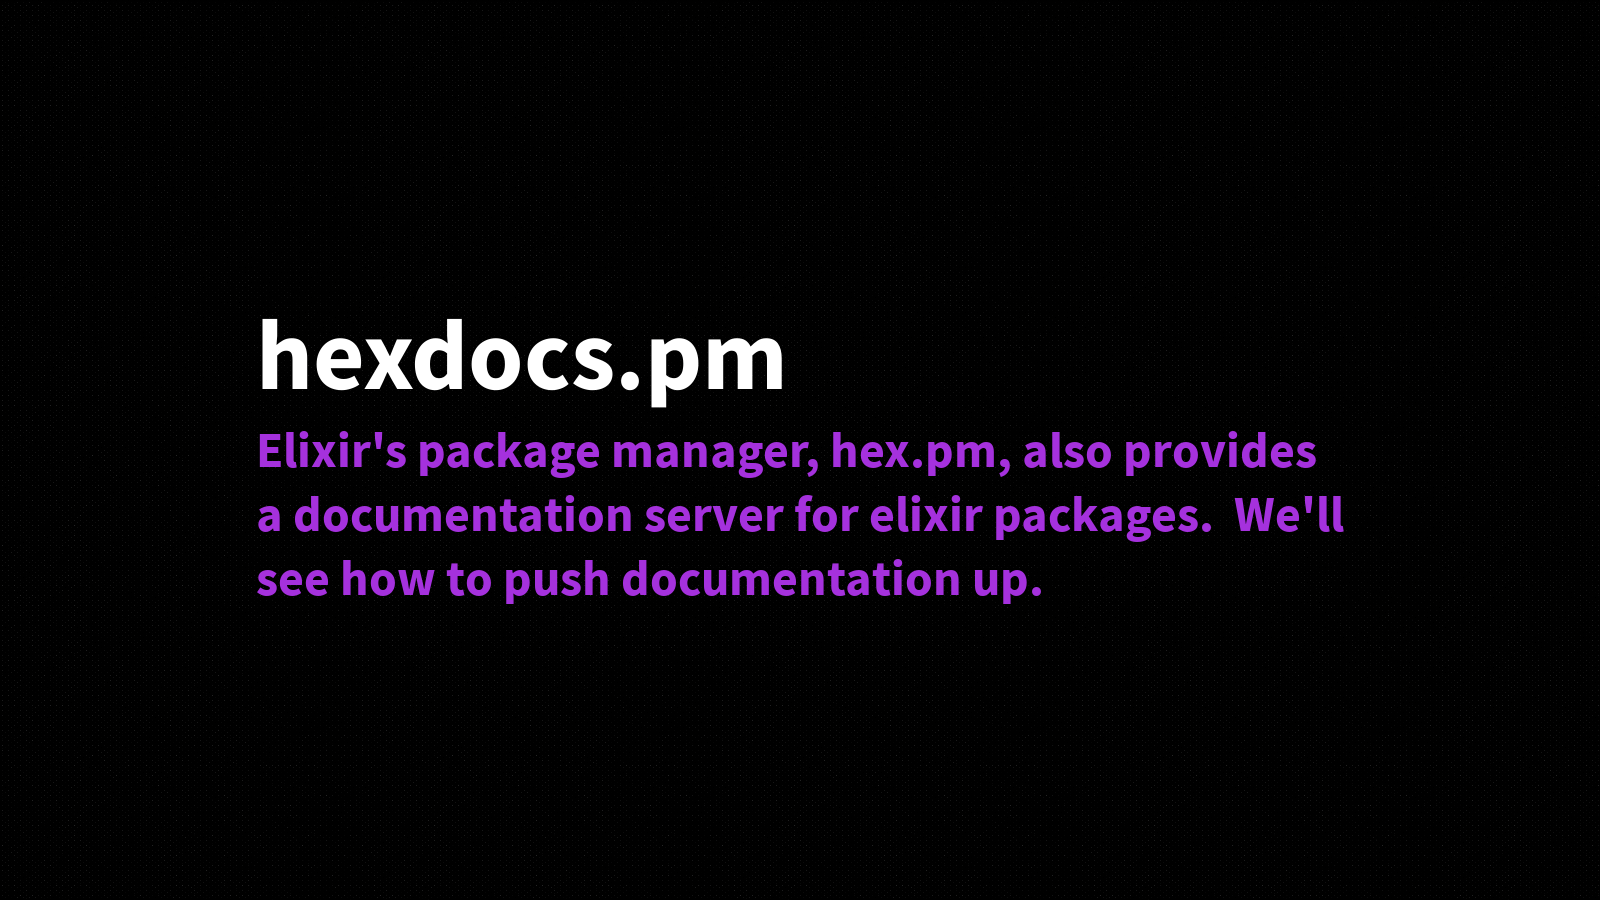 hexdocs.pm
Elixir's package manager, hex.pm, also provides
a documentation server for elixir packages.  We'll
see how to push documentation up.